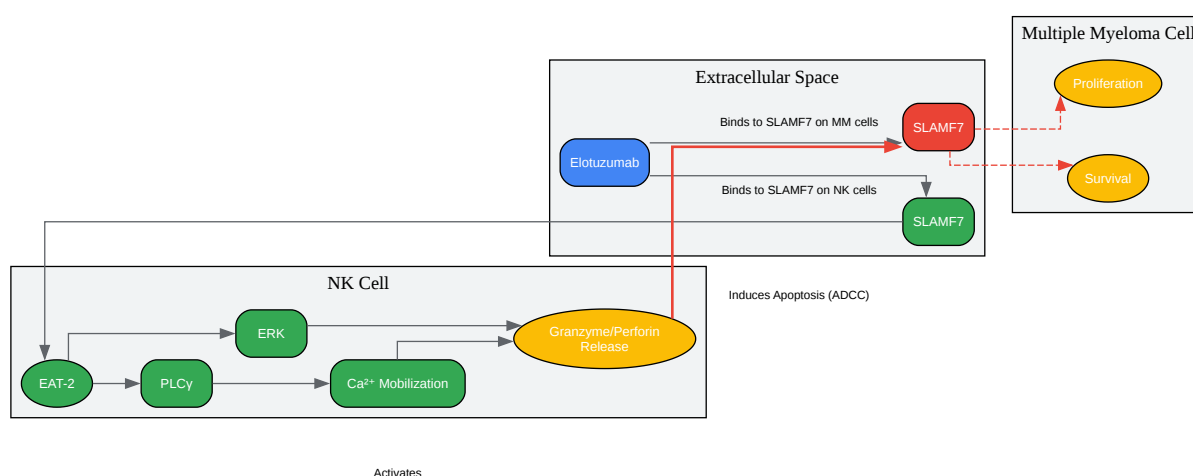 Multiple Myeloma Cell
Extracellular Space
Proliferation
Binds to SLAMF7 on MM cells
SLAMF7
Elotuzumab
Survival
Binds to SLAMF7 on NK cells
SLAMF7
NK Cell
Induces Apoptosis (ADCC)
ERK
Granzyme/Perforin
Release
EAT-2
PLCγ
Ca²⁺ Mobilization
Activates